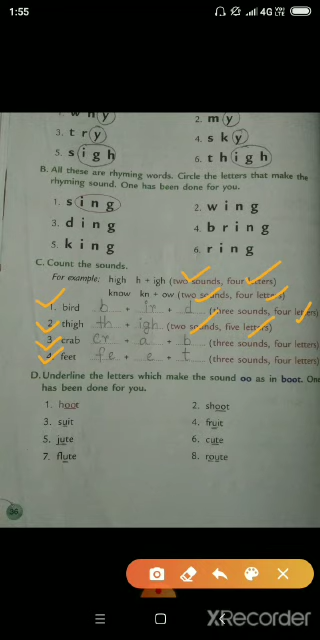 1:55
4G VoLTE
1. w h y 2. m y
3. t r y 4. s k y
5. s i g h 6. t h i g h
B. All these are rhyming words. Circle the letters that make the
rhyming sound. One has been done for you.
1. s i n g 2. w i n g
3. d i n g 4. b r i n g
5. k i n g 6. r i n g
C. Count the sounds.
For example: high h + igh (two sounds, four letters)
know kn + ow (two sounds, four letters)
1. bird b + ir + d (three sounds, four letters)
2. thigh th + igh (two sounds, five letters)
3. crab cr + a + b (three sounds, four letters)
4. feet fe + e + t (three sounds, four letters)
D. Underline the letters which make the sound oo as in boot. One
has been done for you.
1. hoot 2. shoot
3. suit 4. fruit
5. jute 6. cute
7. flute 8. route
36
XRecorder